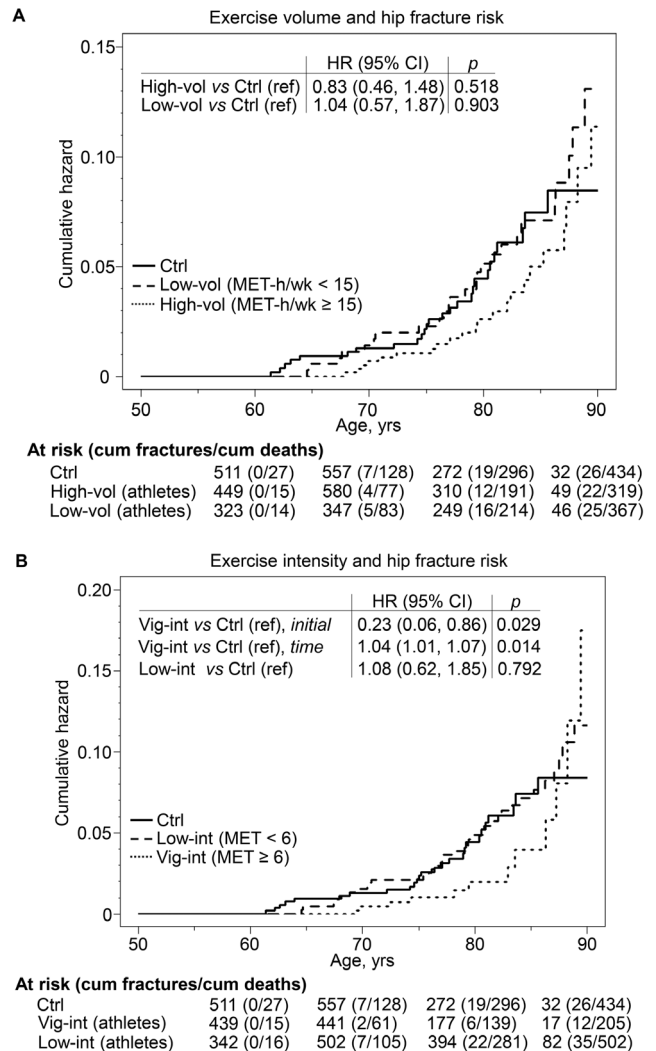 A
Exercise volume and hip fracture risk
0.15
HR (95% CI) p
High-vol vs Ctrl (ref) 0.83 (0.46, 1.48) 0.518
Low-vol vs Ctrl (ref) 1.04 (0.57, 1.87) 0.903
0.10
Cumulative hazard
0.05
Ctrl
Low-vol (MET-h/wk < 15)
High-vol (MET-h/wk ≥ 15)
0
50 60 70 80 90
Age, yrs
At risk (cum fractures/cum deaths)
Ctrl 511 (0/27) 557 (7/128) 272 (19/296) 32 (26/434)
High-vol (athletes) 449 (0/15) 580 (4/77) 310 (12/191) 49 (22/319)
Low-vol (athletes) 323 (0/14) 347 (5/83) 249 (16/214) 46 (25/367)
B
Exercise intensity and hip fracture risk
0.20
HR (95% CI) p
Vig-int vs Ctrl (ref), initial 0.23 (0.06, 0.86) 0.029
Vig-int vs Ctrl (ref), time 1.04 (1.01, 1.07) 0.014
Low-int vs Ctrl (ref) 1.08 (0.62, 1.85) 0.792
0.15
0.10
Cumulative hazard
0.05
Ctrl
Low-int (MET < 6)
Vig-int (MET ≥ 6)
0
50 60 70 80 90
Age, yrs
At risk (cum fractures/cum deaths)
Ctrl 511 (0/27) 557 (7/128) 272 (19/296) 32 (26/434)
Vig-int (athletes) 439 (0/15) 441 (2/61) 177 (6/139) 17 (12/205)
Low-int (athletes) 342 (0/16) 502 (7/105) 394 (22/281) 82 (35/502)